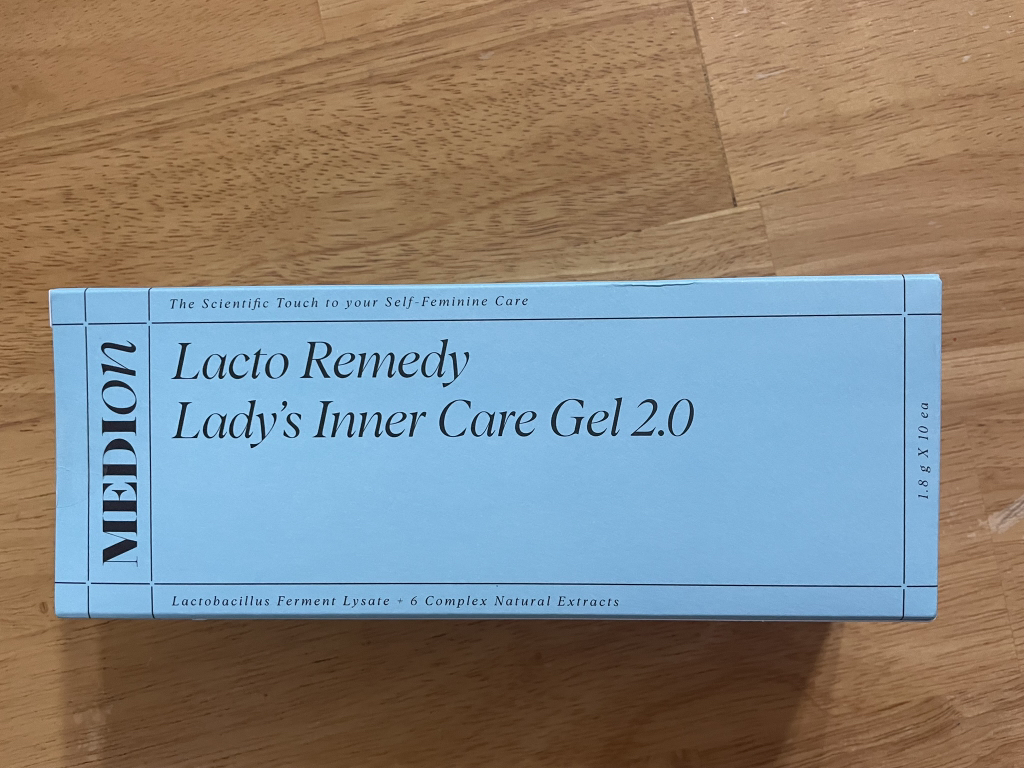 The Scientific Touch to your Self-Feminine Care
MEDION
Lacto Remedy
Lady's Inner Care Gel 2.0
1.8 g X 10 ea
Lactobacillus Ferment Lysate + 6 Complex Natural Extracts